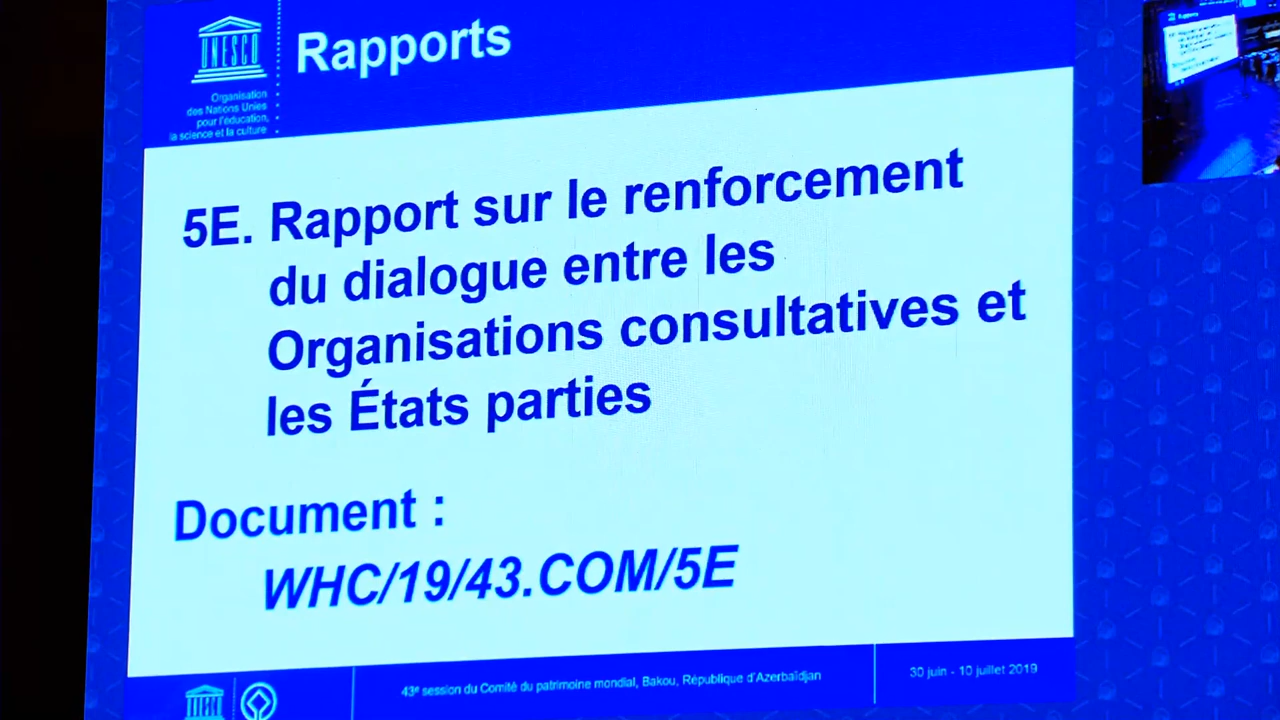 UNESCO
Organisation
des Nations Unies
pour l'éducation,
la science et la culture
Rapports
5E. Rapport sur le renforcement
du dialogue entre les
Organisations consultatives et
les États parties
Document :
WHC/19/43.COM/5E
43e session du Comité du patrimoine mondial, Bakou, République d'Azerbaïdjan
30 juin - 10 juillet 2019